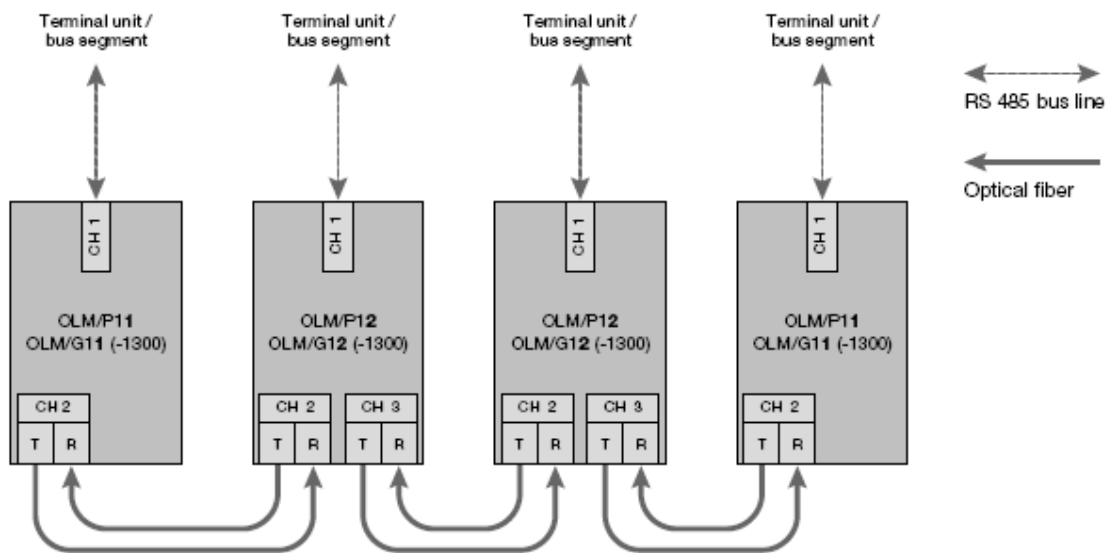 Terminal unit /
bus segment
Terminal unit /
bus segment
Terminal unit /
bus segment
Terminal unit /
bus segment
RS 485 bus line
Optical fiber
CH 1
CH 1
CH 1
CH 1
OLM/P11
OLM/G11 (-1300)
OLM/P12
OLM/G12 (-1300)
OLM/P12
OLM/G12 (-1300)
OLM/P11
OLM/G11 (-1300)
CH 2
T R
CH 2 CH 3
T R T R
CH 2 CH 3
T R T R
CH 2
T R